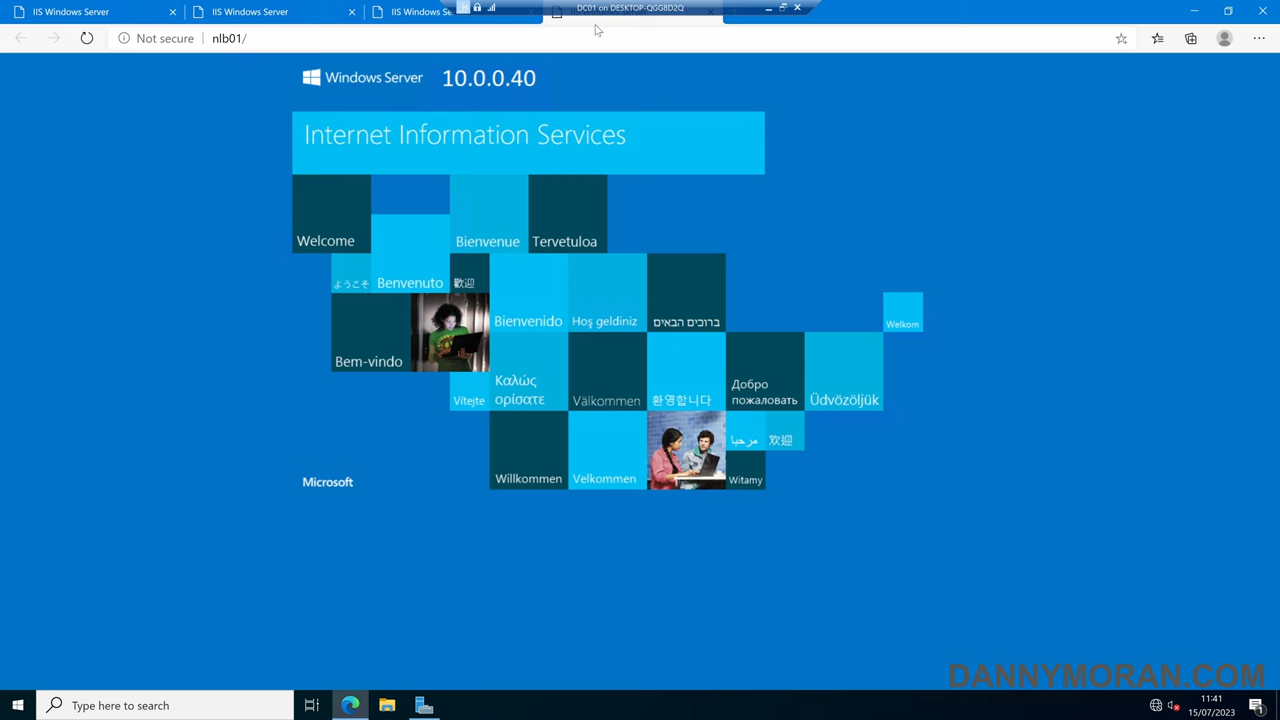 IIS Windows Server
IIS Windows Server
IIS Windows Se
DC01 on DESKTOP-QGG8D2Q
Not secure
nlb01/
Windows Server
10.0.0.40
Internet Information Services
Welcome
Bienvenue
Tervetuloa
ようこそ
Benvenuto
歡迎
Bienvenido
Hoş geldiniz
ברוכים הבאים
Welkom
Bem-vindo
Vítejte
Καλώς
ορίσατε
Välkommen
환영합니다
Добро
пожаловать
Üdvözöljük
مرحبا
欢迎
Microsoft
Willkommen
Velkommen
Witamy
DANNYMORAN.COM
Type here to search
11:41
15/07/2023
1